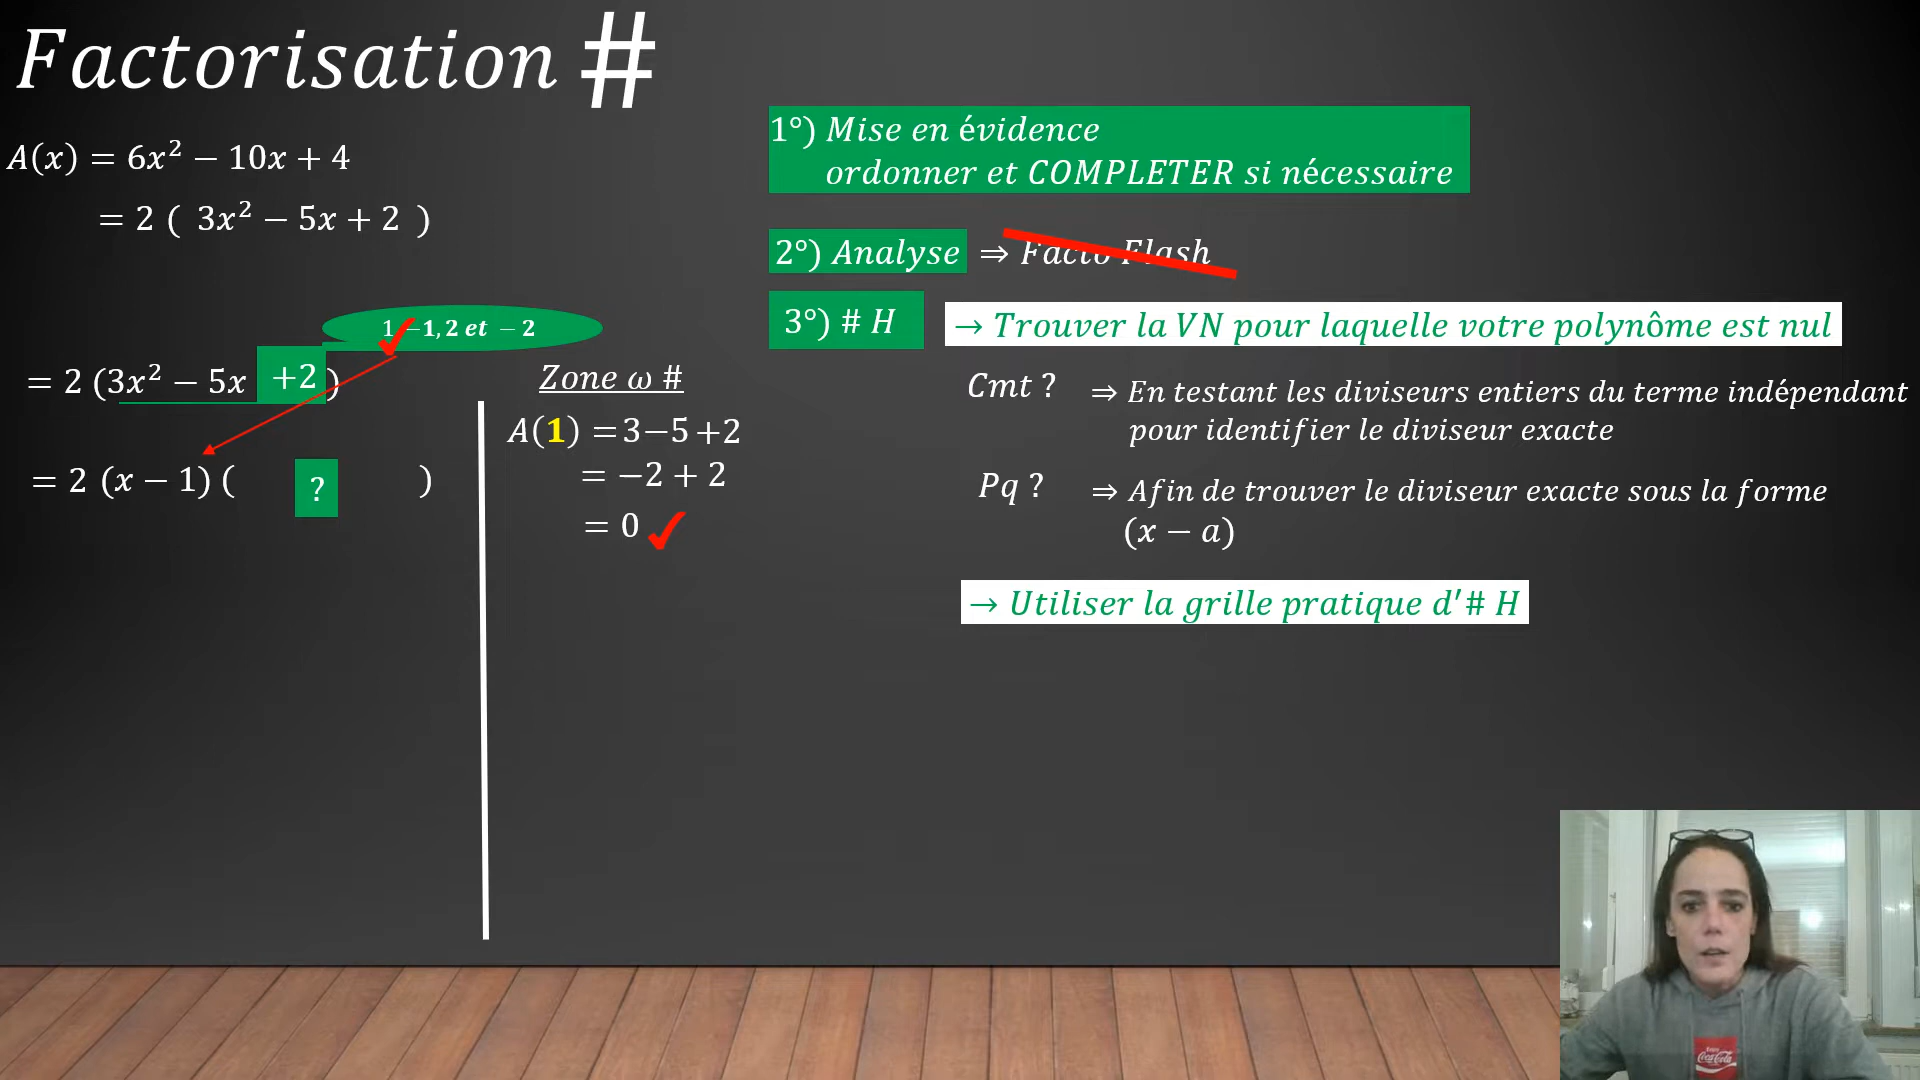 Factorisation #
A(x) = 6x² − 10x + 4
= 2 ( 3x² − 5x + 2 )
1, −1, 2 et − 2
= 2 (3x² − 5x +2 )
= 2 (x − 1) ( ? )
Zone ω #
A(1) = 3−5 +2
= −2 + 2
= 0
1°) Mise en évidence
ordonner et COMPLETER si nécessaire
2°) Analyse ⇒ Facto Flash
3°) # H → Trouver la VN pour laquelle votre polynôme est nul
Cmt ? ⇒ En testant les diviseurs entiers du terme indépendant
pour identifier le diviseur exacte
Pq ? ⇒ Afin de trouver le diviseur exacte sous la forme
(x − a)
→ Utiliser la grille pratique d′# H
Enjoy
Coca-Cola